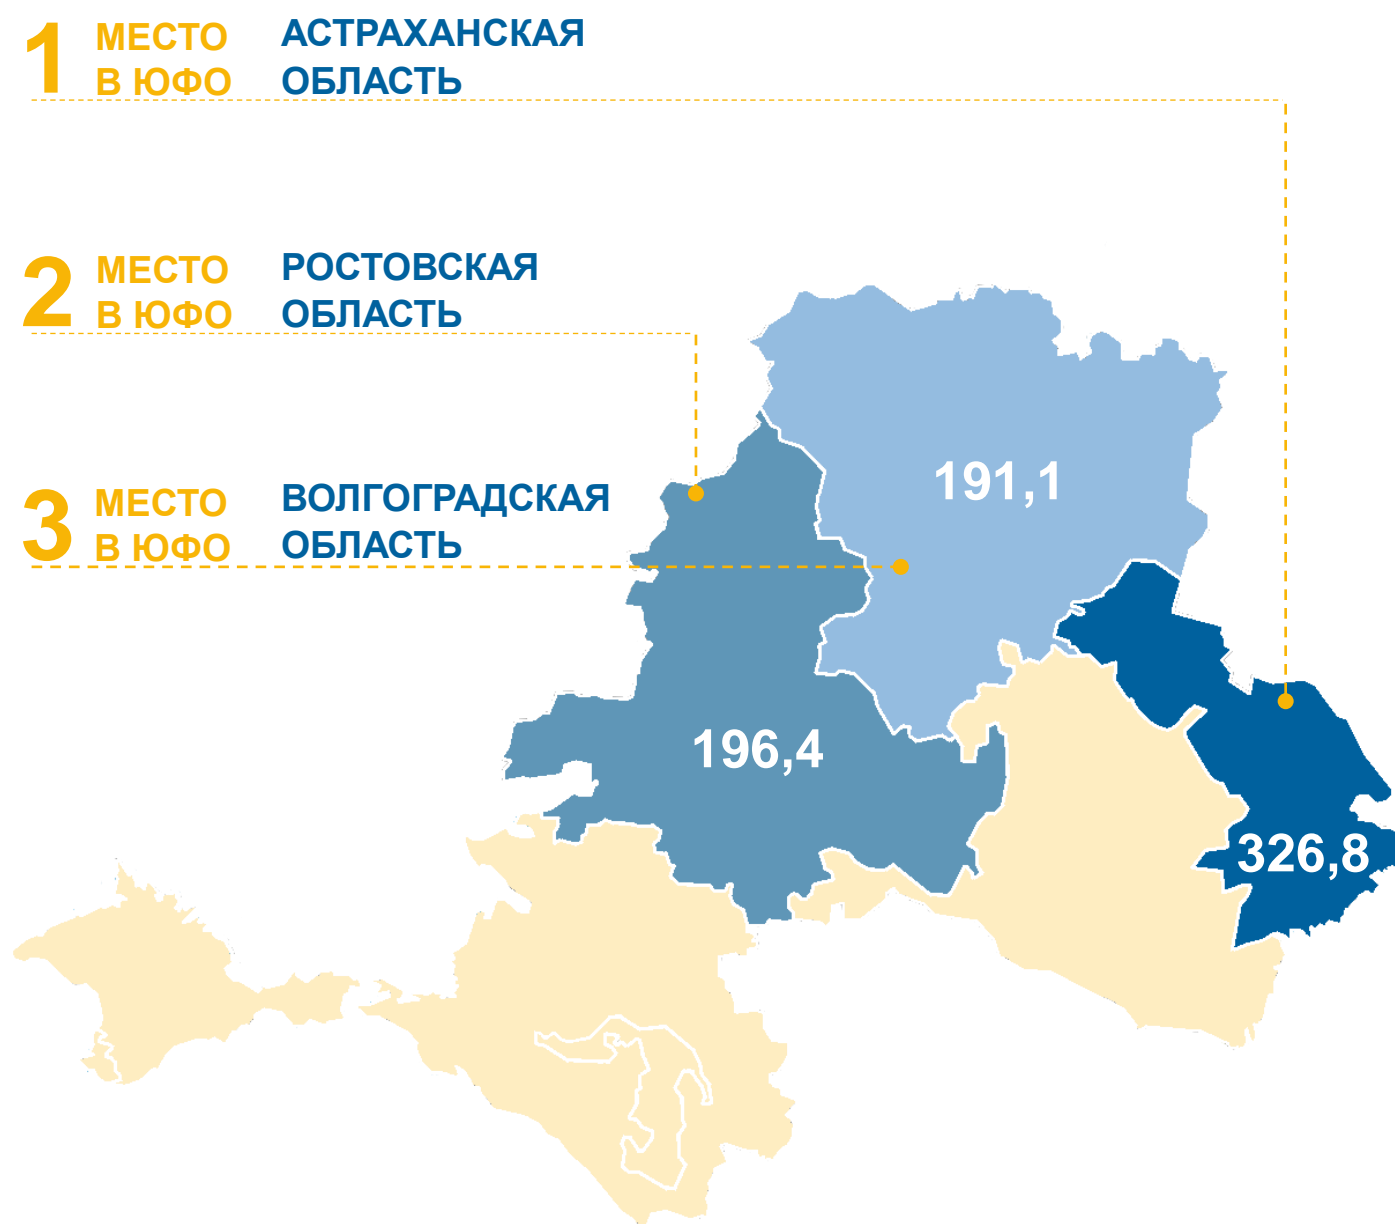 1 МЕСТО В ЮФО АСТРАХАНСКАЯ ОБЛАСТЬ
2 МЕСТО В ЮФО РОСТОВСКАЯ ОБЛАСТЬ
3 МЕСТО В ЮФО ВОЛГОГРАДСКАЯ ОБЛАСТЬ
191,1
196,4
326,8